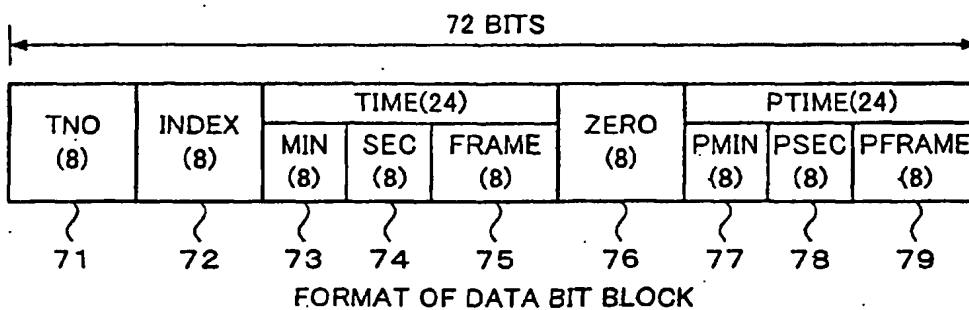 72 BITS
TIME(24) PTIME(24)
TNO INDEX ZERO
MIN SEC FRAME PMIN PSEC PFRAME
(8) (8) (8) (8) (8) (8) (8) (8) (8)
71 72 73 74 75 76 77 78 79
FORMAT OF DATA BIT BLOCK